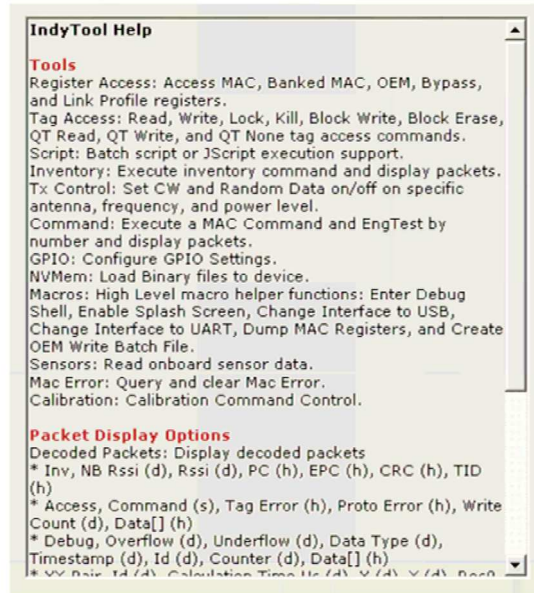 IndyTool Help
Tools
Register Access: Access MAC, Banked MAC, OEM, Bypass,
and Link Profile registers.
Tag Access: Read, Write, Lock, Kill, Block Write, Block Erase,
QT Read, QT Write, and QT None tag access commands.
Script: Batch script or JScript execution support.
Inventory: Execute inventory command and display packets.
Tx Control: Set CW and Random Data on/off on specific
antenna, frequency, and power level.
Command: Execute a MAC Command and EngTest by
number and display packets.
GPIO: Configure GPIO Settings.
NVMem: Load Binary files to device.
Macros: High Level macro helper functions: Enter Debug
Shell, Enable Splash Screen, Change Interface to USB,
Change Interface to UART, Dump MAC Registers, and Create
OEM Write Batch File.
Sensors: Read onboard sensor data.
Mac Error: Query and clear Mac Error.
Calibration: Calibration Command Control.
Packet Display Options
Decoded Packets: Display decoded packets
* Inv, NB Rssi (d), Rssi (d), PC (h), EPC (h), CRC (h), TID
(h)
* Access, Command (s), Tag Error (h), Proto Error (h), Write
Count (d), Data[] (h)
* Debug, Overflow (d), Underflow (d), Data Type (d),
Timestamp (d), Id (d), Counter (d), Data[] (h)